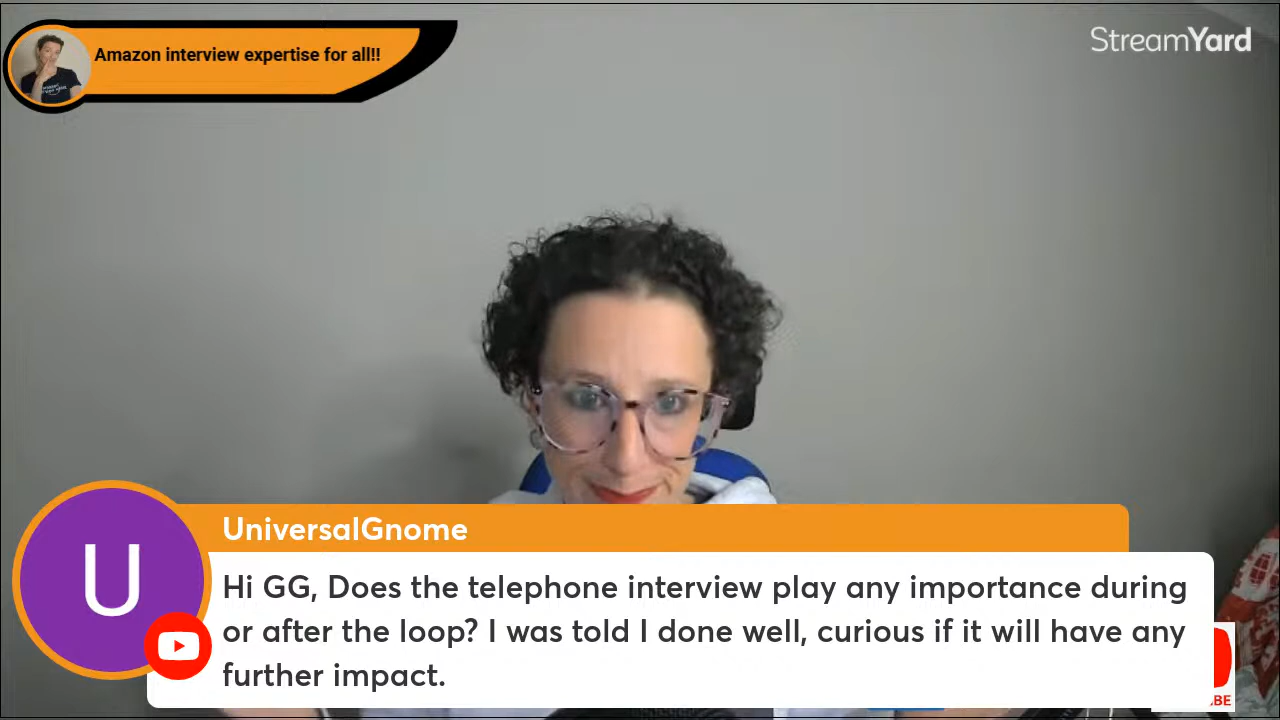 Amazon interview expertise for all!!
StreamYard
UniversalGnome
U
Hi GG, Does the telephone interview play any importance during
or after the loop? I was told I done well, curious if it will have any
further impact.